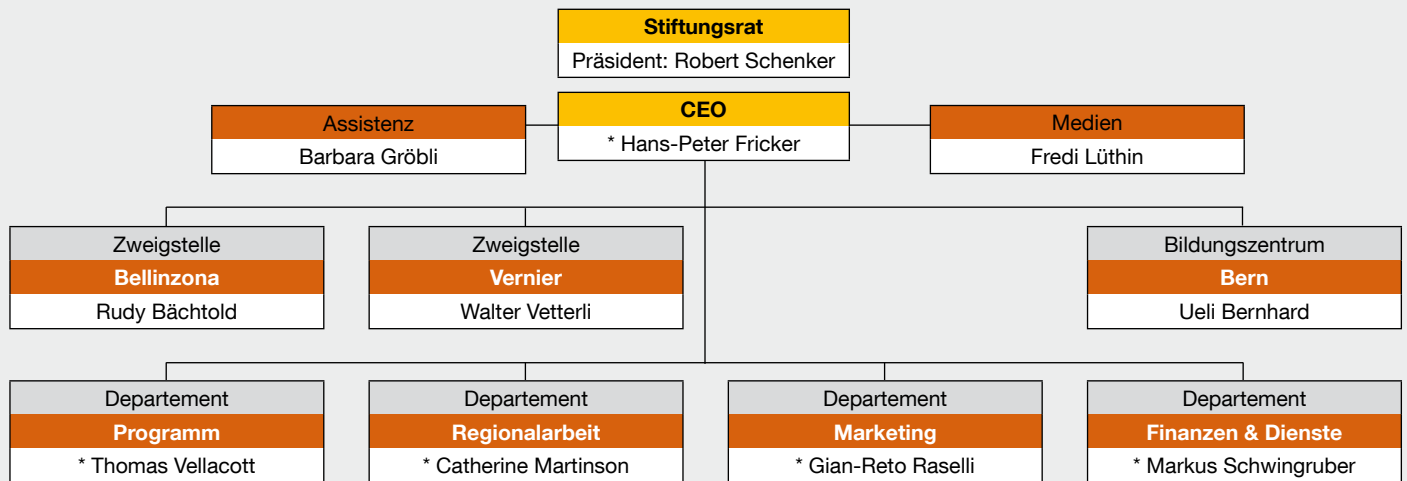 Stiftungsrat
Präsident: Robert Schenker
CEO
* Hans-Peter Fricker
Assistenz
Barbara Gröbli
Medien
Fredi Lüthin
Zweigstelle
Bellinzona
Rudy Bächtold
Zweigstelle
Vernier
Walter Vetterli
Bildungszentrum
Bern
Ueli Bernhard
Departement
Programm
* Thomas Vellacott
Departement
Regionalarbeit
* Catherine Martinson
Departement
Marketing
* Gian-Reto Raselli
Departement
Finanzen & Dienste
* Markus Schwingruber